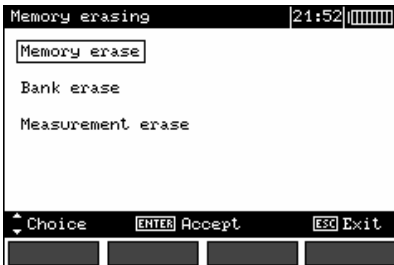 Memory erasing 21:52
Memory erase
Bank erase
Measurement erase
Choice ENTER Accept ESC Exit